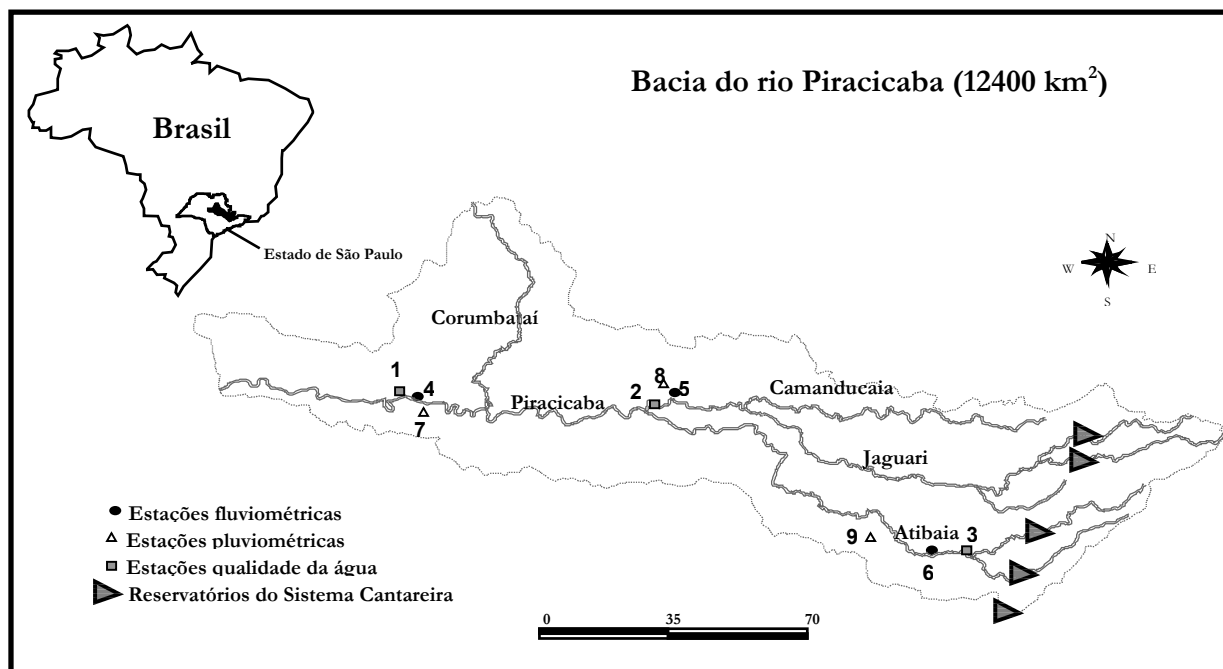 Bacia do rio Piracicaba (12400 km²)
Brasil
Estado de São Paulo
N
W
E
S
Corumbataí
1
4
7
8
2
5
Piracicaba
Camanducaia
Jaguari
9
Atibaia
3
6
Estações fluviométricas
Estações pluviométricas
Estações qualidade da água
Reservatórios do Sistema Cantareira
0
35
70